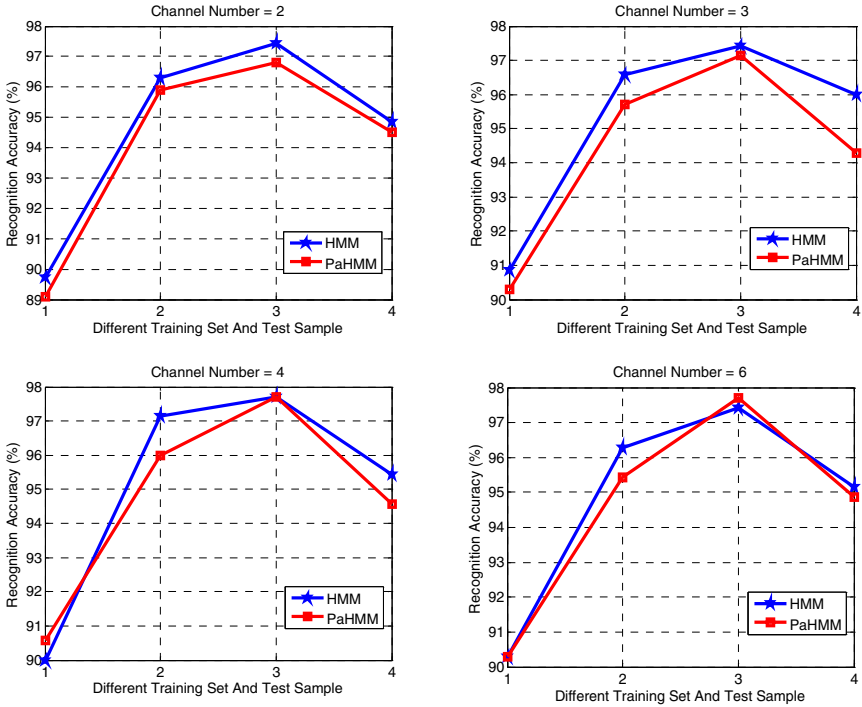 Channel Number = 2
98
97
96
95
94
93
92
91
90
89
Recognition Accuracy (%)
HMM
PaHMM
1 2 3 4
Different Training Set And Test Sample
Channel Number = 3
98
97
96
95
94
93
92
91
90
Recognition Accuracy (%)
HMM
PaHMM
1 2 3 4
Different Training Set And Test Sample
Channel Number = 4
98
97
96
95
94
93
92
91
90
Recognition Accuracy (%)
HMM
PaHMM
1 2 3 4
Different Training Set And Test Sample
Channel Number = 6
98
97
96
95
94
93
92
91
90
Recognition Accuracy (%)
HMM
PaHMM
1 2 3 4
Different Training Set And Test Sample